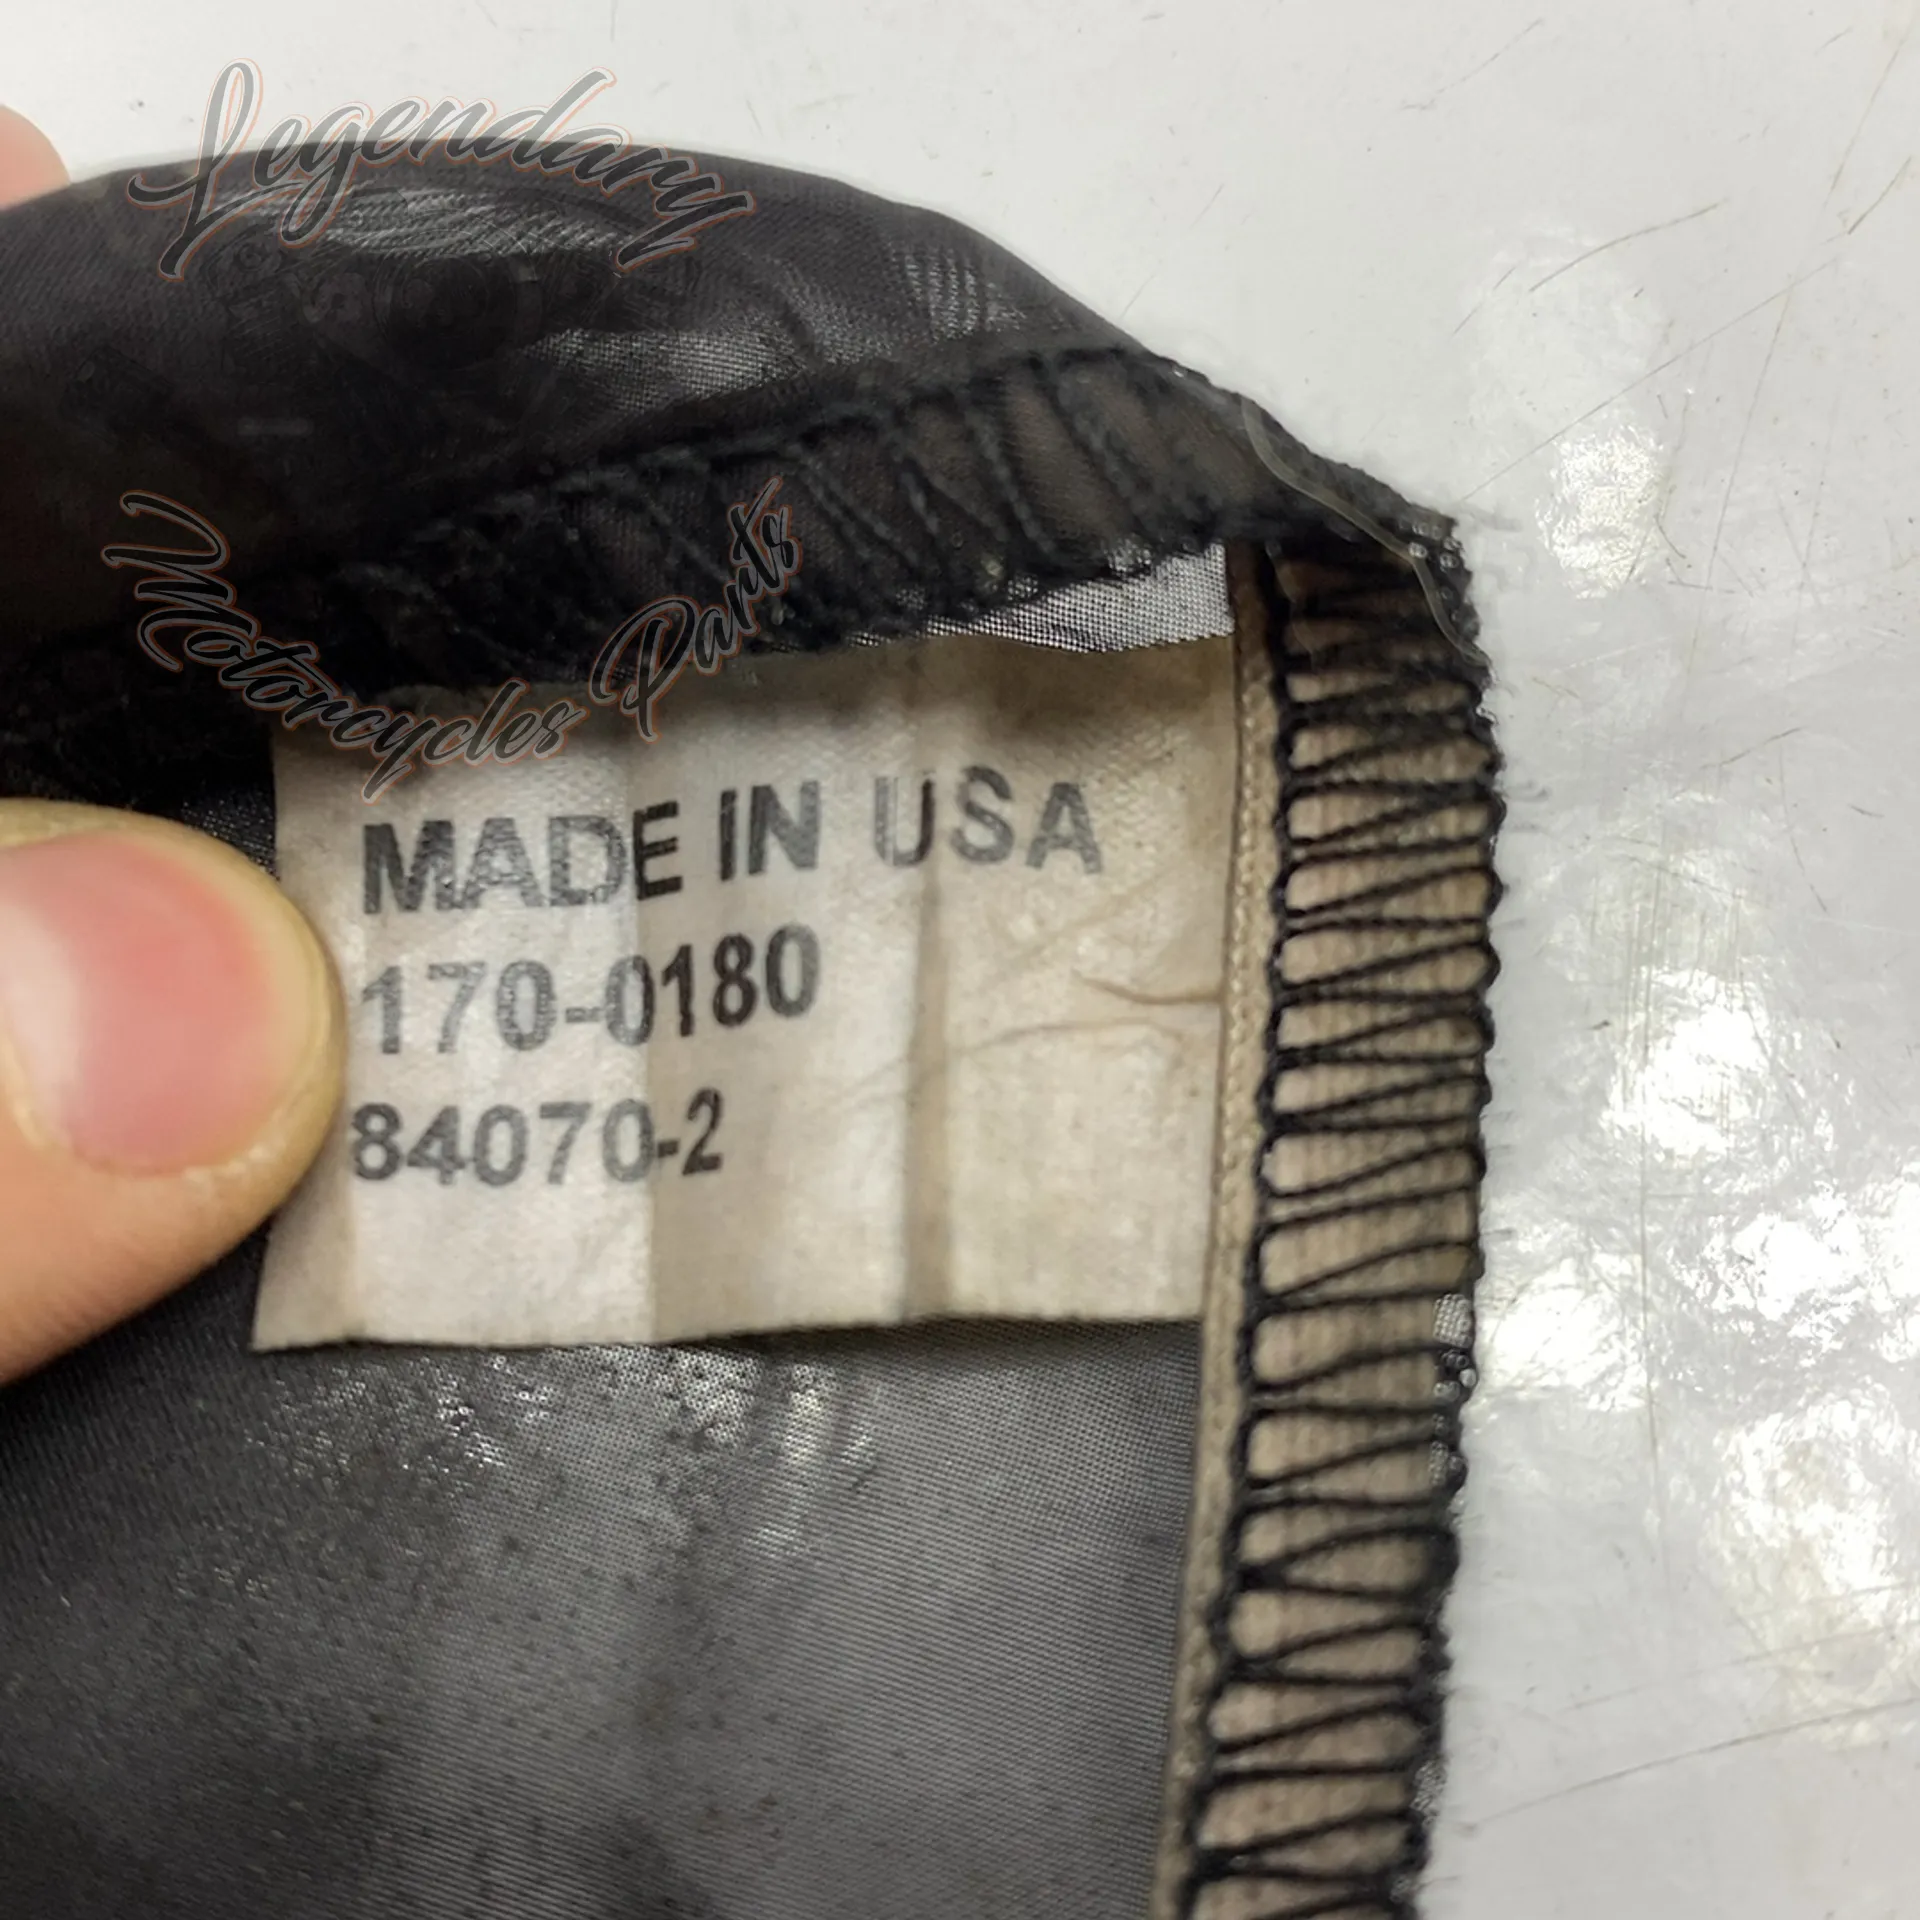 Legendary
Motorcycles Parts
MADE IN USA
170-0180
84070-2